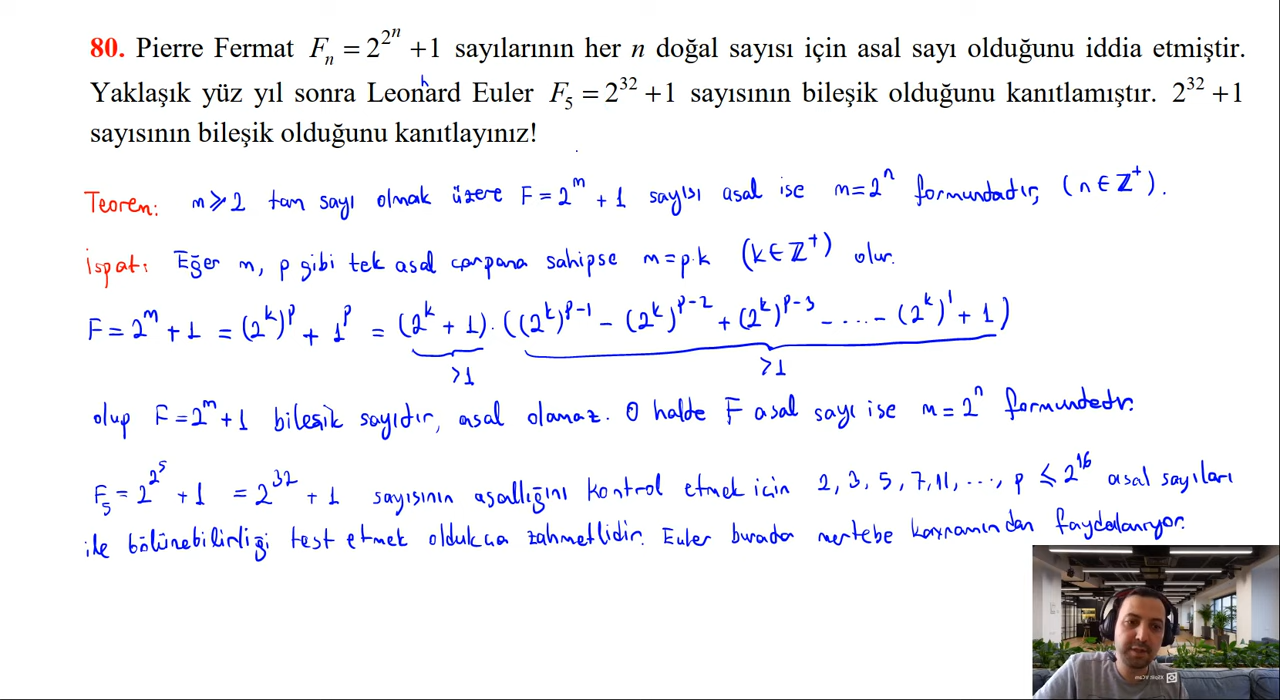 80. Pierre Fermat Fₙ = 2^(2^n) + 1 sayılarının her n doğal sayısı için asal sayı olduğunu iddia etmiştir.
Yaklaşık yüz yıl sonra Leonhard Euler F₅ = 2^32 + 1 sayısının bileşik olduğunu kanıtlamıştır. 2^32 + 1
sayısının bileşik olduğunu kanıtlayınız!
Teorem: m ≥ 2 tam sayı olmak üzere F = 2^m + 1 sayısı asal ise m = 2^n formundadır, (n ∈ Z⁺).
İspat: Eğer m, p gibi tek asal çarpana sahipse m = p·k (k ∈ Z⁺) olur.
F = 2^m + 1 = (2^k)^p + 1^p = (2^k + 1)·((2^k)^(p-1) - (2^k)^(p-2) + (2^k)^(p-3) - .... - (2^k)^1 + 1)
>1 >1
olup F = 2^m + 1 bileşik sayıdır, asal olamaz. O halde F asal sayı ise m = 2^n formundadır.
F₅ = 2^(2^5) + 1 = 2^32 + 1 sayısının asallığını kontrol etmek için 2, 3, 5, 7, 11, ..., p ≤ 2^16 asal sayıları
ile bölünebilirliği test etmek oldukça zahmetlidir. Euler burada mertebe kavramından faydalanıyor.